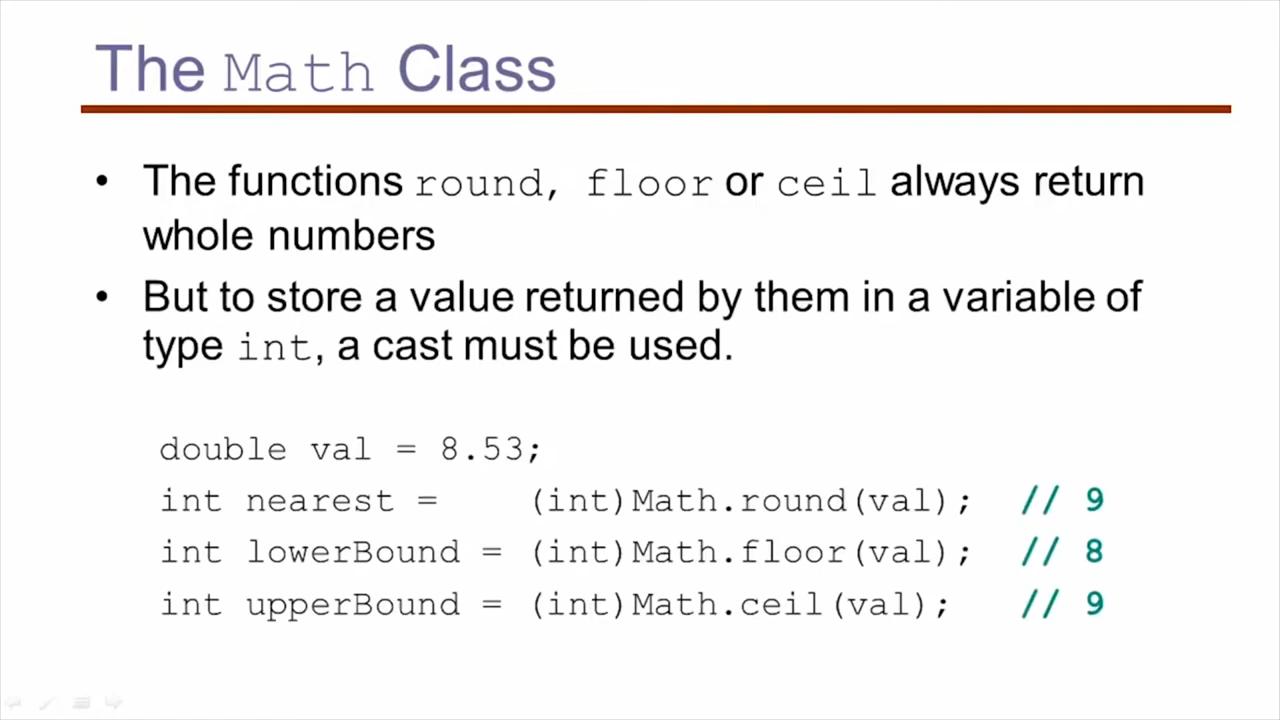 The Math Class
• The functions round, floor or ceil always return
whole numbers
• But to store a value returned by them in a variable of
type int, a cast must be used.
double val = 8.53;
int nearest = (int)Math.round(val); // 9
int lowerBound = (int)Math.floor(val); // 8
int upperBound = (int)Math.ceil(val); // 9